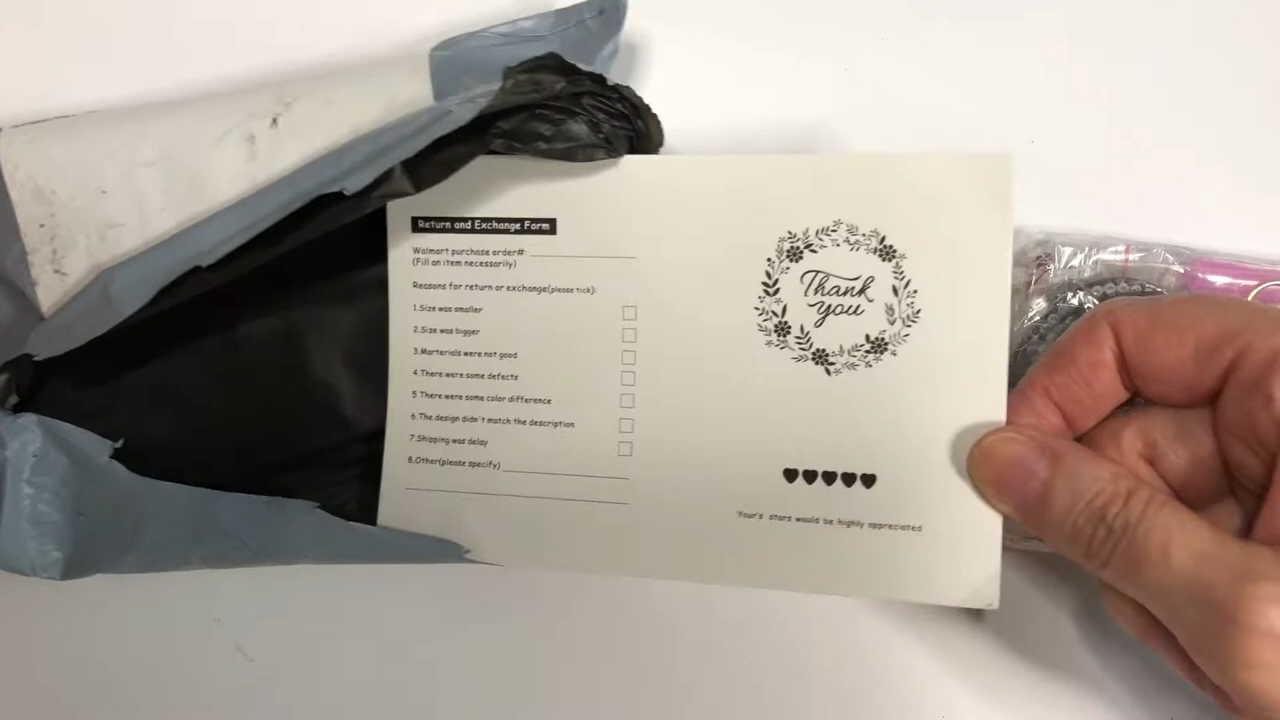 Return and Exchange Form
Walmart purchase order#:
(Fill an item necessarily)
Reasons for return or exchange(please tick):
1.Size was smaller
2.Size was bigger
3.Marterials were not good
4.There were some defects
5.There were some color difference
6.The design didn't match the description
7.Shipping was delay
8.Other(please specify)
Thank
you
Your's stars would be highly appreciated